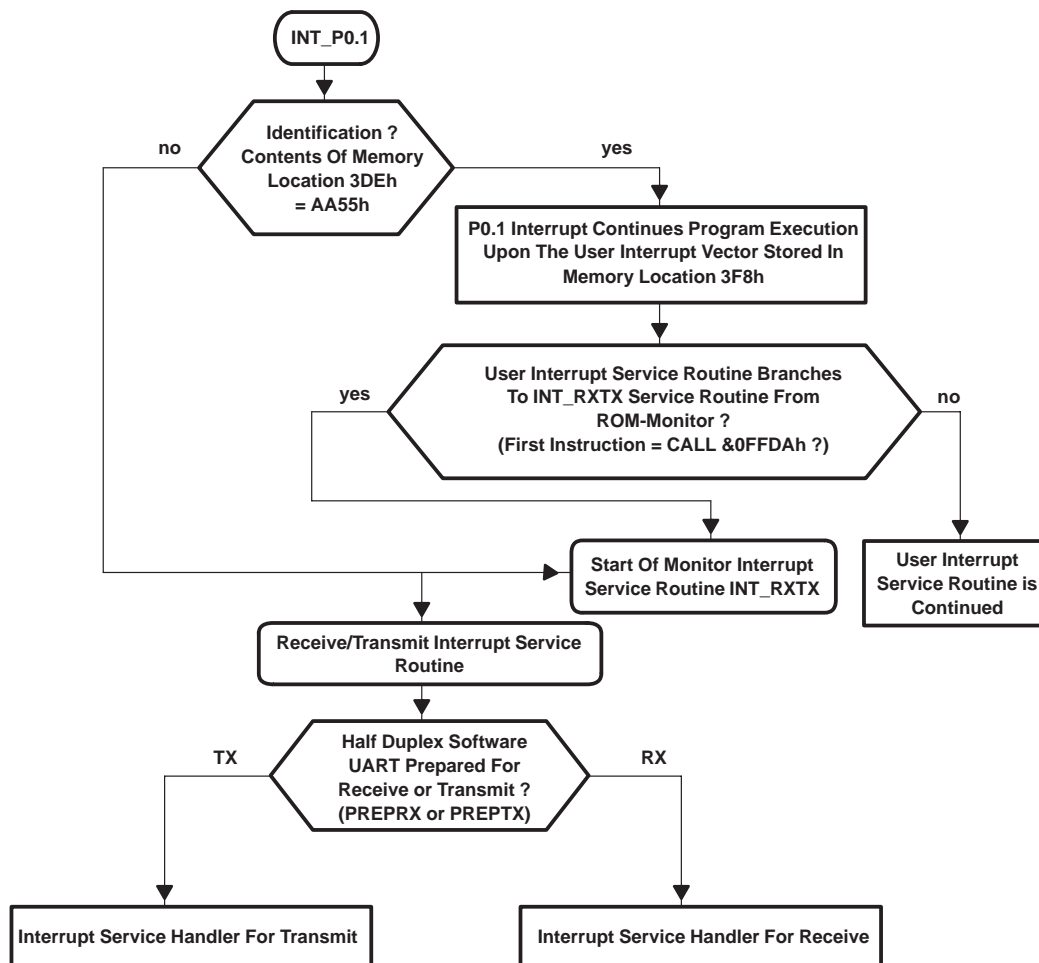 INT_P0.1
Identification ?
Contents Of Memory
Location 3DEh
= AA55h
no
yes
P0.1 Interrupt Continues Program Execution
Upon The User Interrupt Vector Stored In
Memory Location 3F8h
User Interrupt Service Routine Branches
To INT_RXTX Service Routine From
ROM-Monitor ?
(First Instruction = CALL &0FFDAh ?)
yes
no
Start Of Monitor Interrupt
Service Routine INT_RXTX
User Interrupt
Service Routine is
Continued
Receive/Transmit Interrupt Service
Routine
Half Duplex Software
UART Prepared For
Receive or Transmit ?
(PREPRX or PREPTX)
TX
RX
Interrupt Service Handler For Transmit
Interrupt Service Handler For Receive